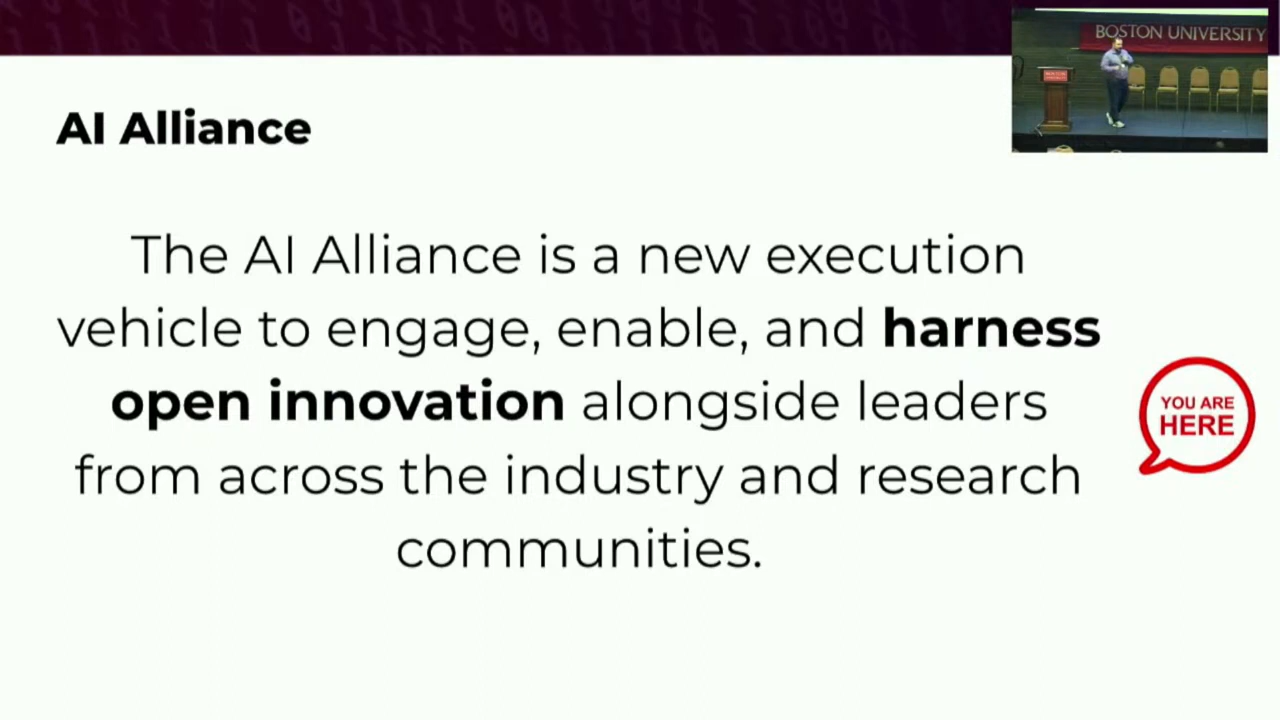 BOSTON UNIVERSITY
AI Alliance
The AI Alliance is a new execution
vehicle to engage, enable, and harness
open innovation alongside leaders
from across the industry and research
communities.
YOU ARE
HERE